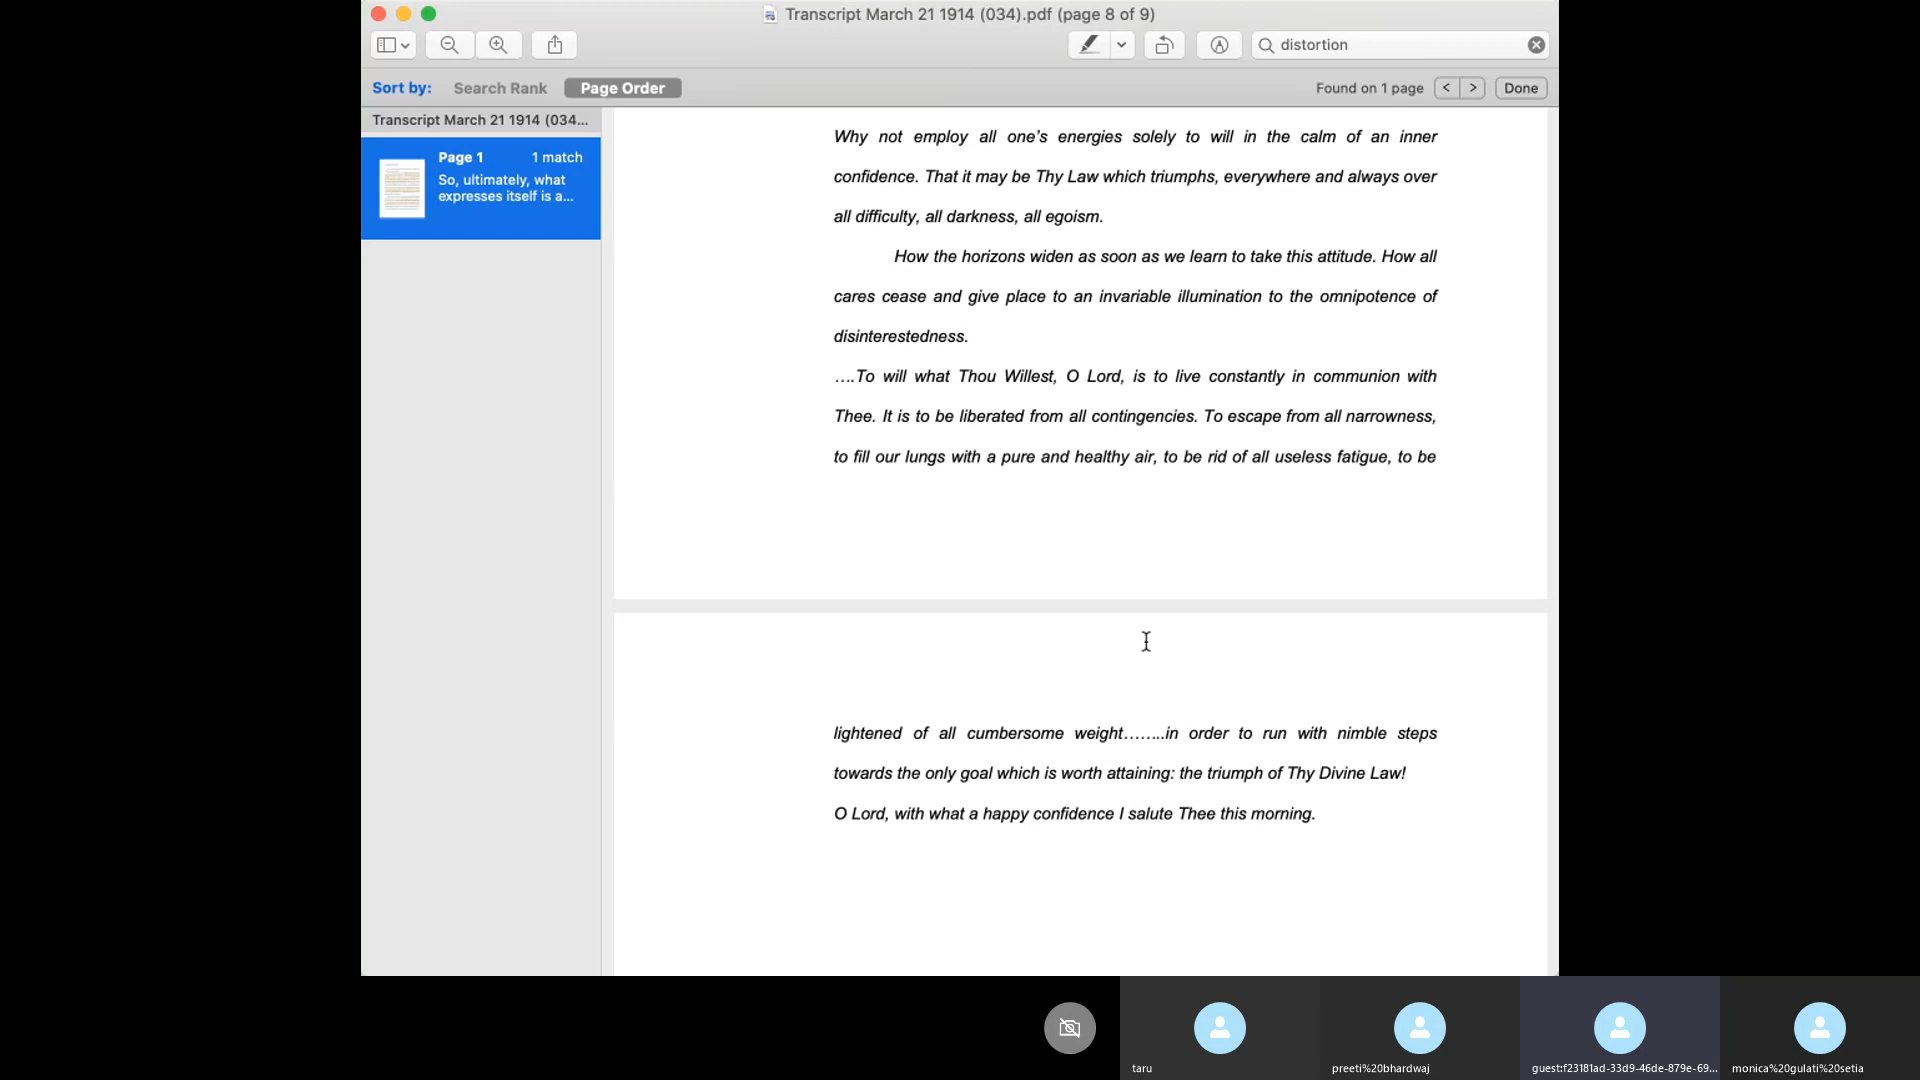 Transcript March 21 1914 (034).pdf (page 8 of 9)
distortion
Sort by: Search Rank Page Order
Found on 1 page < > Done
Transcript March 21 1914 (034...
Page 1 1 match
So, ultimately, what
expresses itself is a...
Why not employ all one's energies solely to will in the calm of an inner
confidence. That it may be Thy Law which triumphs, everywhere and always over
all difficulty, all darkness, all egoism.
How the horizons widen as soon as we learn to take this attitude. How all
cares cease and give place to an invariable illumination to the omnipotence of
disinterestedness.
….To will what Thou Willest, O Lord, is to live constantly in communion with
Thee. It is to be liberated from all contingencies. To escape from all narrowness,
to fill our lungs with a pure and healthy air, to be rid of all useless fatigue, to be
lightened of all cumbersome weight……..in order to run with nimble steps
towards the only goal which is worth attaining: the triumph of Thy Divine Law!
O Lord, with what a happy confidence I salute Thee this morning.
taru
preeti%20bhardwaj
guest:f23181ad-33d9-46de-879e-69...
monica%20gulati%20setia